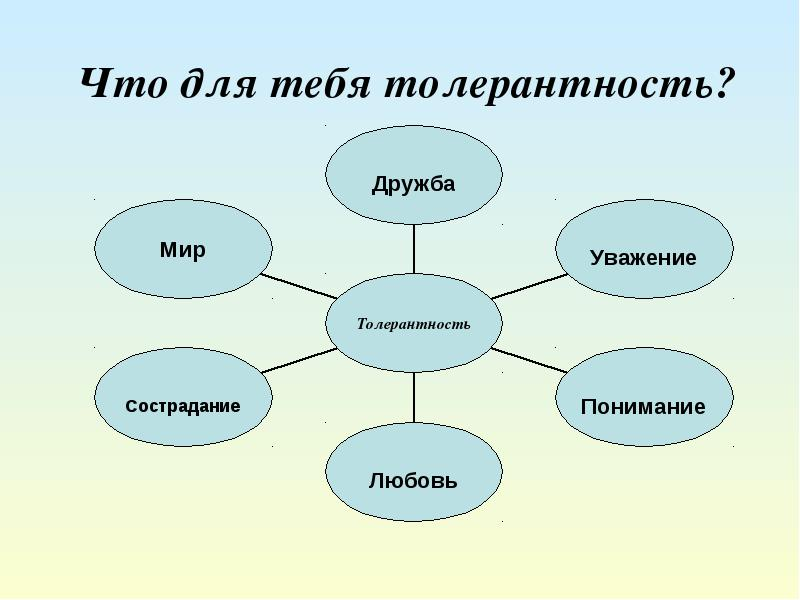 Что для тебя толерантность?
Дружба
Мир
Уважение
Толерантность
Сострадание
Понимание
Любовь